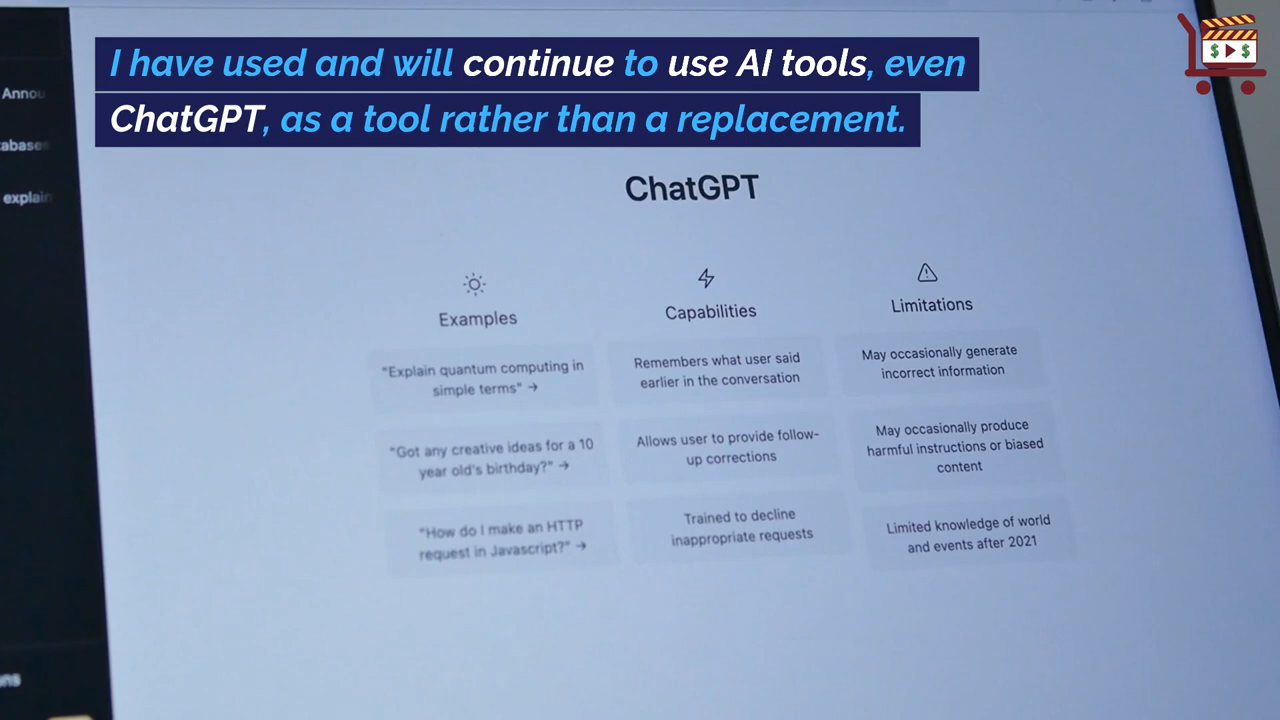 I have used and will continue to use AI tools, even
ChatGPT, as a tool rather than a replacement.
$ $
Annou
abases
explain
ChatGPT
Examples
Capabilities
Limitations
"Explain quantum computing in
simple terms" →
Remembers what user said
earlier in the conversation
May occasionally generate
incorrect information
"Got any creative ideas for a 10
year old's birthday?" →
Allows user to provide follow-
up corrections
May occasionally produce
harmful instructions or biased
content
"How do I make an HTTP
request in Javascript?" →
Trained to decline
inappropriate requests
Limited knowledge of world
and events after 2021